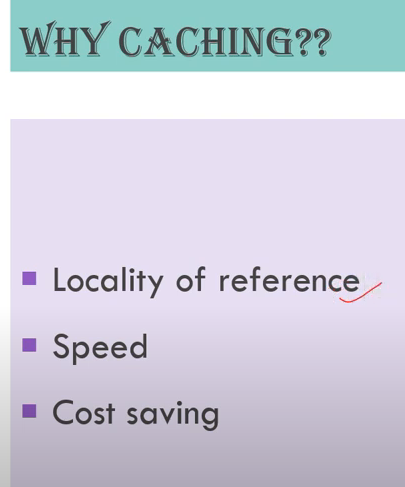 WHY CACHING??
Locality of reference
Speed
Cost saving